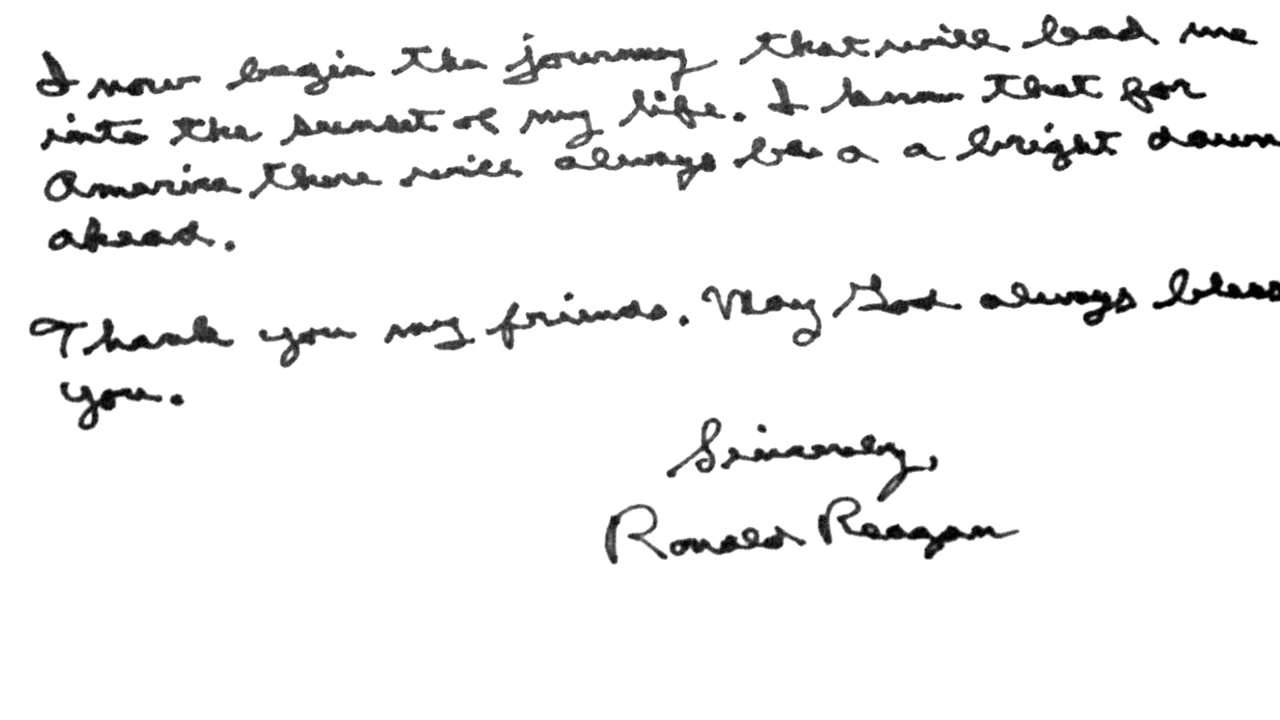 I now begin the journey that will lead me
into the sunset of my life. I know that for
America there will always be a a bright dawn
ahead.
Thank you my friends. May God always bless
you.
Sincerely,
Ronald Reagan